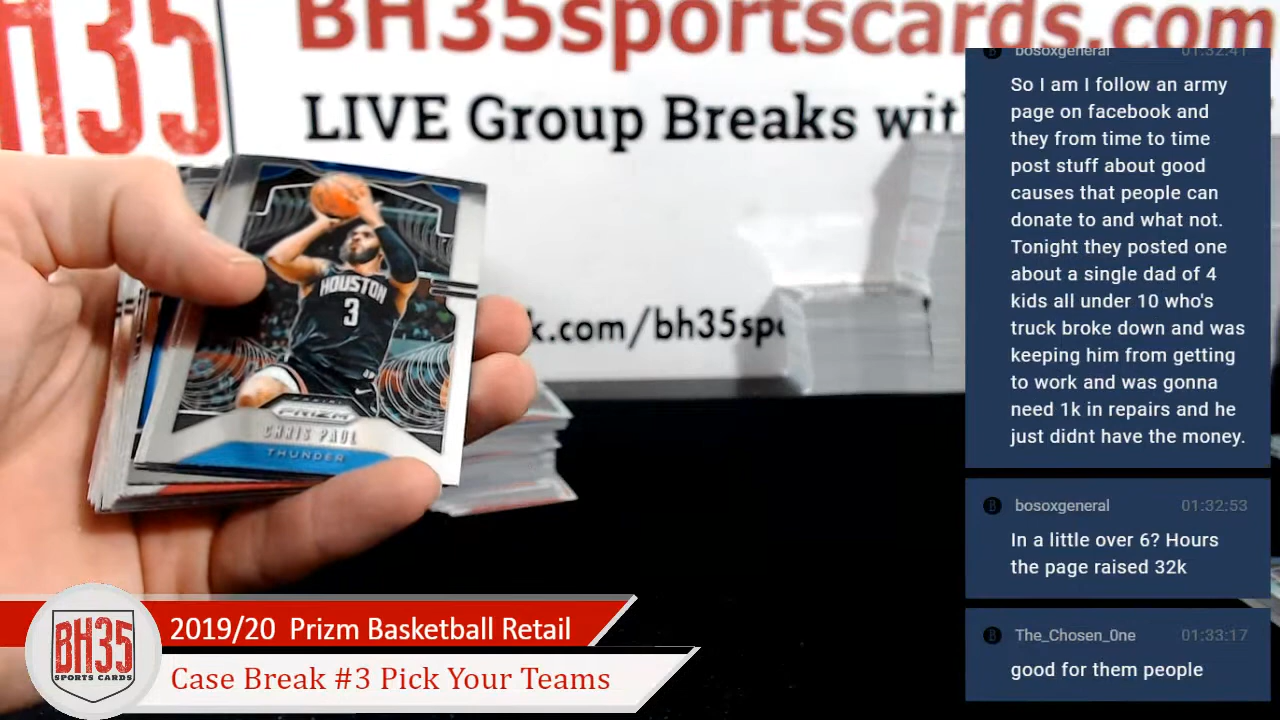 BH35
BH35sportscards.com
LIVE Group Breaks wit
k.com/bh35spo
HOUSTON
3
PRIZM
CHRIS PAUL
THUNDER
bosoxgeneral 01:32:41
So I am I follow an army
page on facebook and
they from time to time
post stuff about good
causes that people can
donate to and what not.
Tonight they posted one
about a single dad of 4
kids all under 10 who's
truck broke down and was
keeping him from getting
to work and was gonna
need 1k in repairs and he
just didnt have the money.
bosoxgeneral 01:32:53
In a little over 6? Hours
the page raised 32k
The_Chosen_0ne 01:33:17
good for them people
BH35
SPORTS CARDS
2019/20 Prizm Basketball Retail
Case Break #3 Pick Your Teams